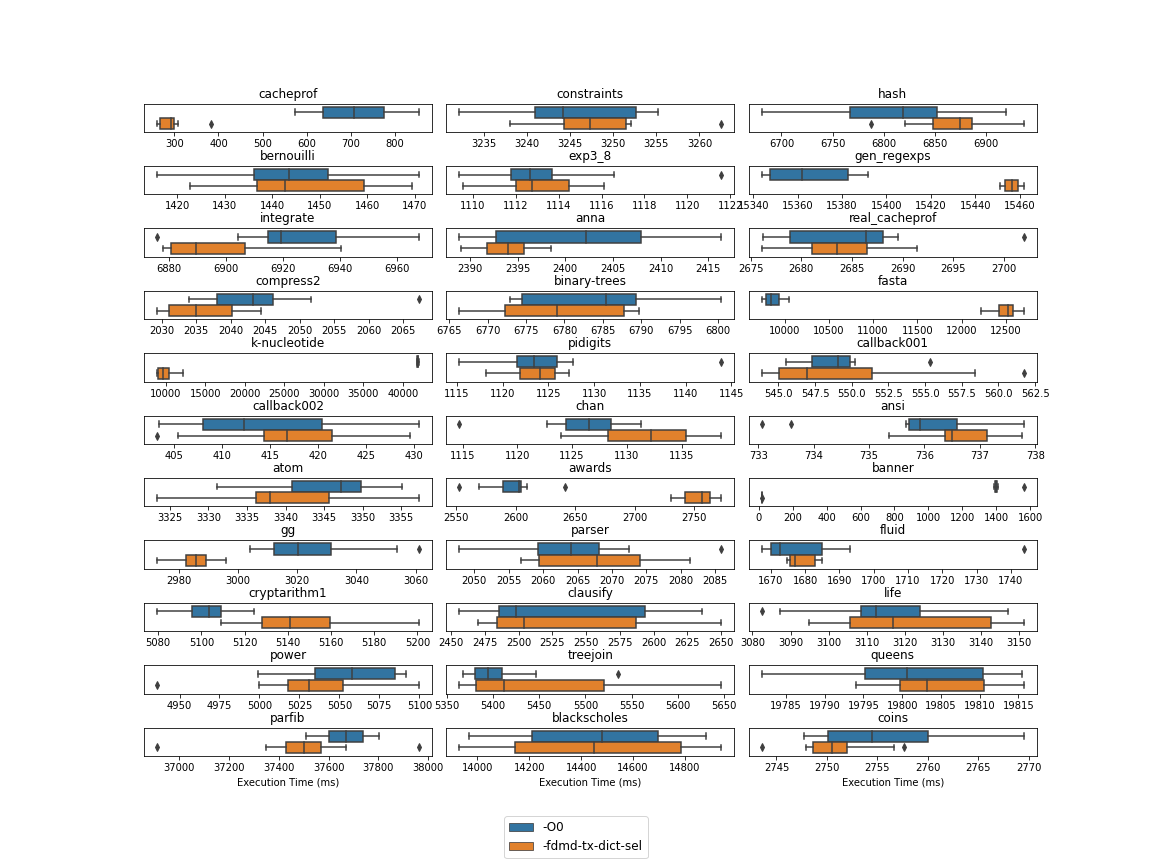 cacheprof constraints hash
300 400 500 600 700 800 3235 3240 3245 3250 3255 3260 6700 6750 6800 6850 6900
bernouilli exp3_8 gen_regexps
1420 1430 1440 1450 1460 1470 1110 1112 1114 1116 1118 1120 1122 15340 15360 15380 15400 15420 15440 15460
integrate anna real_cacheprof
6880 6900 6920 6940 6960 2390 2395 2400 2405 2410 2415 2675 2680 2685 2690 2695 2700
compress2 binary-trees fasta
2030 2035 2040 2045 2050 2055 2060 2065 6765 6770 6775 6780 6785 6790 6795 6800 10000 10500 11000 11500 12000 12500
k-nucleotide pidigits callback001
10000 15000 20000 25000 30000 35000 40000 1115 1120 1125 1130 1135 1140 1145 545.0 547.5 550.0 552.5 555.0 557.5 560.0 562.5
callback002 chan ansi
405 410 415 420 425 430 1115 1120 1125 1130 1135 733 734 735 736 737 738
atom awards banner
3325 3330 3335 3340 3345 3350 3355 2550 2600 2650 2700 2750 0 200 400 600 800 1000 1200 1400 1600
gg parser fluid
2980 3000 3020 3040 3060 2050 2055 2060 2065 2070 2075 2080 2085 1670 1680 1690 1700 1710 1720 1730 1740
cryptarithm1 clausify life
5080 5100 5120 5140 5160 5180 5200 2450 2475 2500 2525 2550 2575 2600 2625 2650 3080 3090 3100 3110 3120 3130 3140 3150
power treejoin queens
4950 4975 5000 5025 5050 5075 5100 5350 5400 5450 5500 5550 5600 5650 19785 19790 19795 19800 19805 19810 19815
parfib blackscholes coins
37000 37200 37400 37600 37800 38000 14000 14200 14400 14600 14800 2745 2750 2755 2760 2765 2770
Execution Time (ms) Execution Time (ms) Execution Time (ms)
-O0
-fdmd-tx-dict-sel